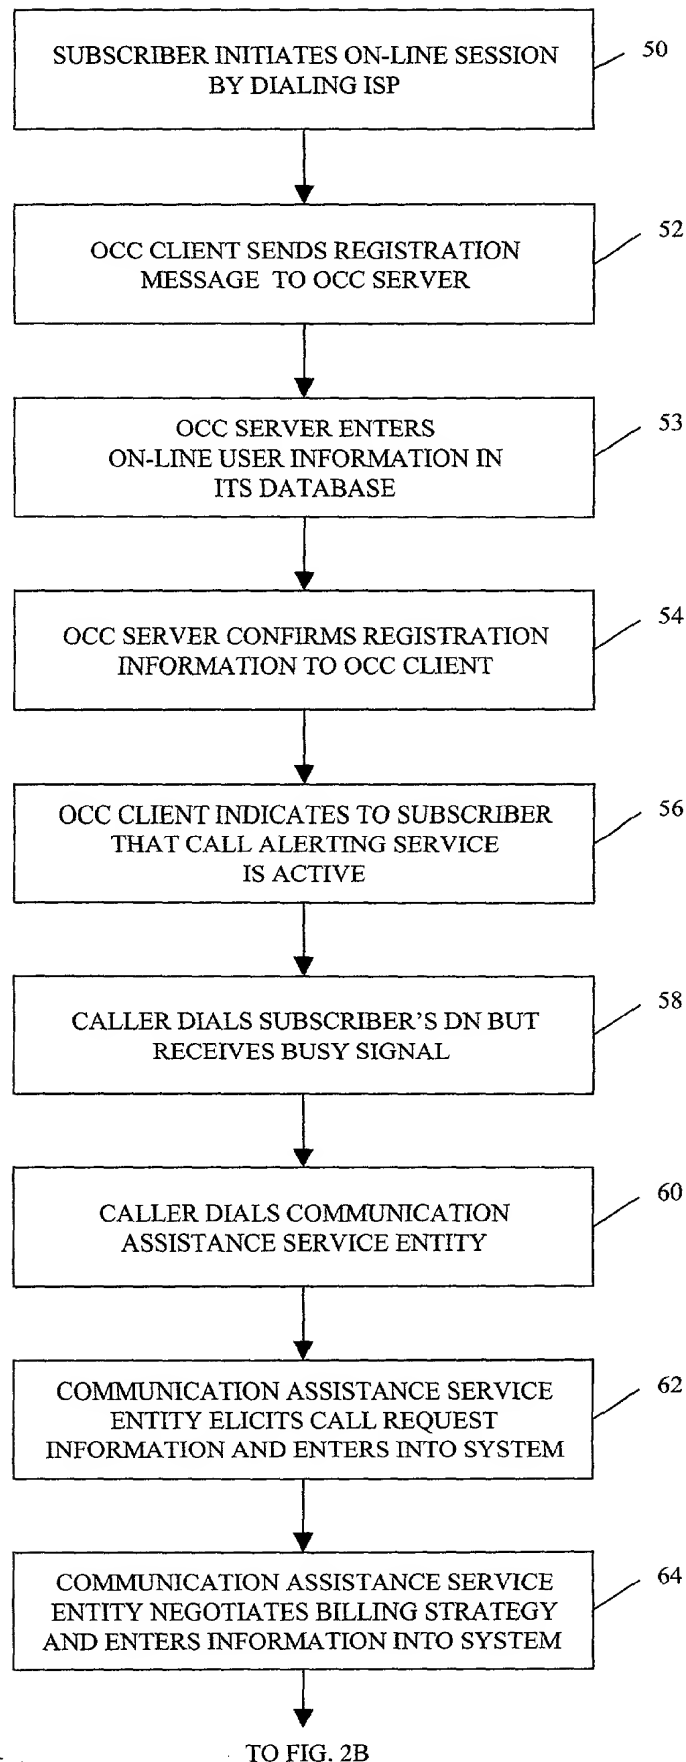 SUBSCRIBER INITIATES ON-LINE SESSION
BY DIALING ISP
50
OCC CLIENT SENDS REGISTRATION
MESSAGE TO OCC SERVER
52
OCC SERVER ENTERS
ON-LINE USER INFORMATION IN
ITS DATABASE
53
OCC SERVER CONFIRMS REGISTRATION
INFORMATION TO OCC CLIENT
54
OCC CLIENT INDICATES TO SUBSCRIBER
THAT CALL ALERTING SERVICE
IS ACTIVE
56
CALLER DIALS SUBSCRIBER'S DN BUT
RECEIVES BUSY SIGNAL
58
CALLER DIALS COMMUNICATION
ASSISTANCE SERVICE ENTITY
60
COMMUNICATION ASSISTANCE SERVICE
ENTITY ELICITS CALL REQUEST
INFORMATION AND ENTERS INTO SYSTEM
62
COMMUNICATION ASSISTANCE SERVICE
ENTITY NEGOTIATES BILLING STRATEGY
AND ENTERS INFORMATION INTO SYSTEM
64
TO FIG. 2B